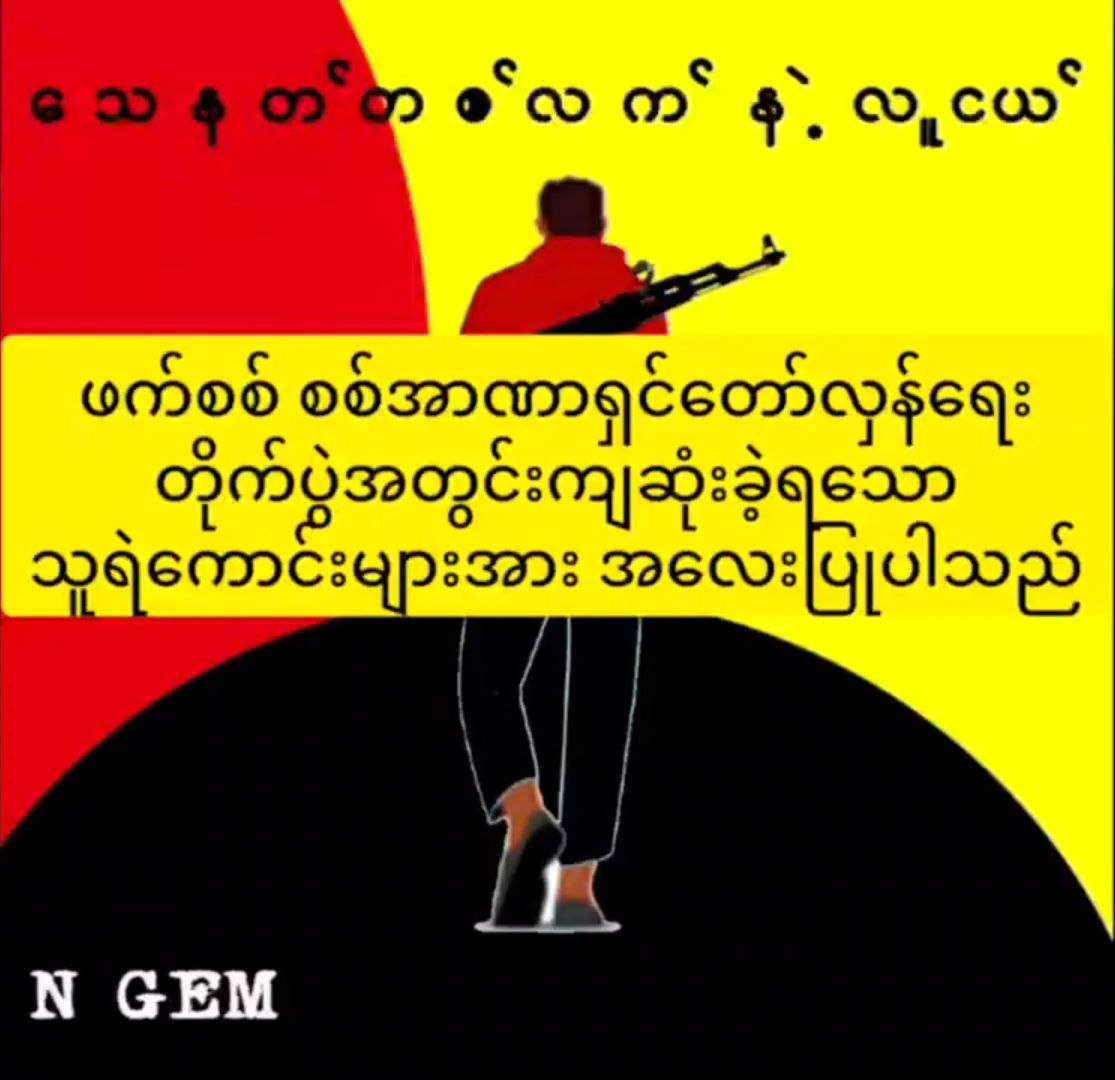 သေနတ်တစ်လက်နဲ့ လူငယ်
ဖက်စစ် စစ်အာဏာရှင်တော်လှန်ရေး
တိုက်ပွဲအတွင်းကျဆုံးခဲ့ရသော
သူရဲကောင်းများအား အလေးပြုပါသည်
N GEM